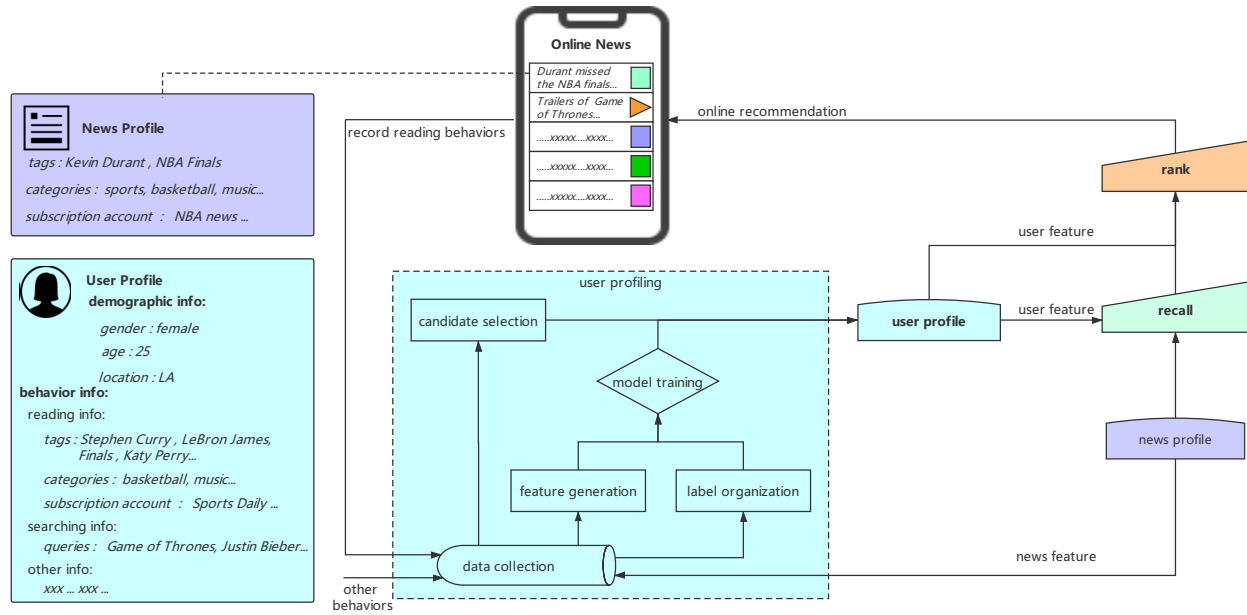 Online News
Durant missed
the NBA finals...
Trailers of Game
of Thrones...
.....xxxxx....xxxx...
.....xxxxx....xxxx...
.....xxxxx....xxxx...
News Profile
tags : Kevin Durant , NBA Finals
categories : sports, basketball, music...
subscription account : NBA news ...
record reading behaviors
online recommendation
rank
user feature
User Profile
demographic info:
gender : female
age : 25
location : LA
behavior info:
reading info:
tags : Stephen Curry , LeBron James,
Finals , Katy Perry...
categories : basketball, music...
subscription account : Sports Daily ...
searching info:
queries : Game of Thrones, Justin Bieber...
other info:
xxx ... xxx ...
user profiling
candidate selection
user profile
user feature
recall
model training
news profile
feature generation
label organization
data collection
news feature
other
behaviors